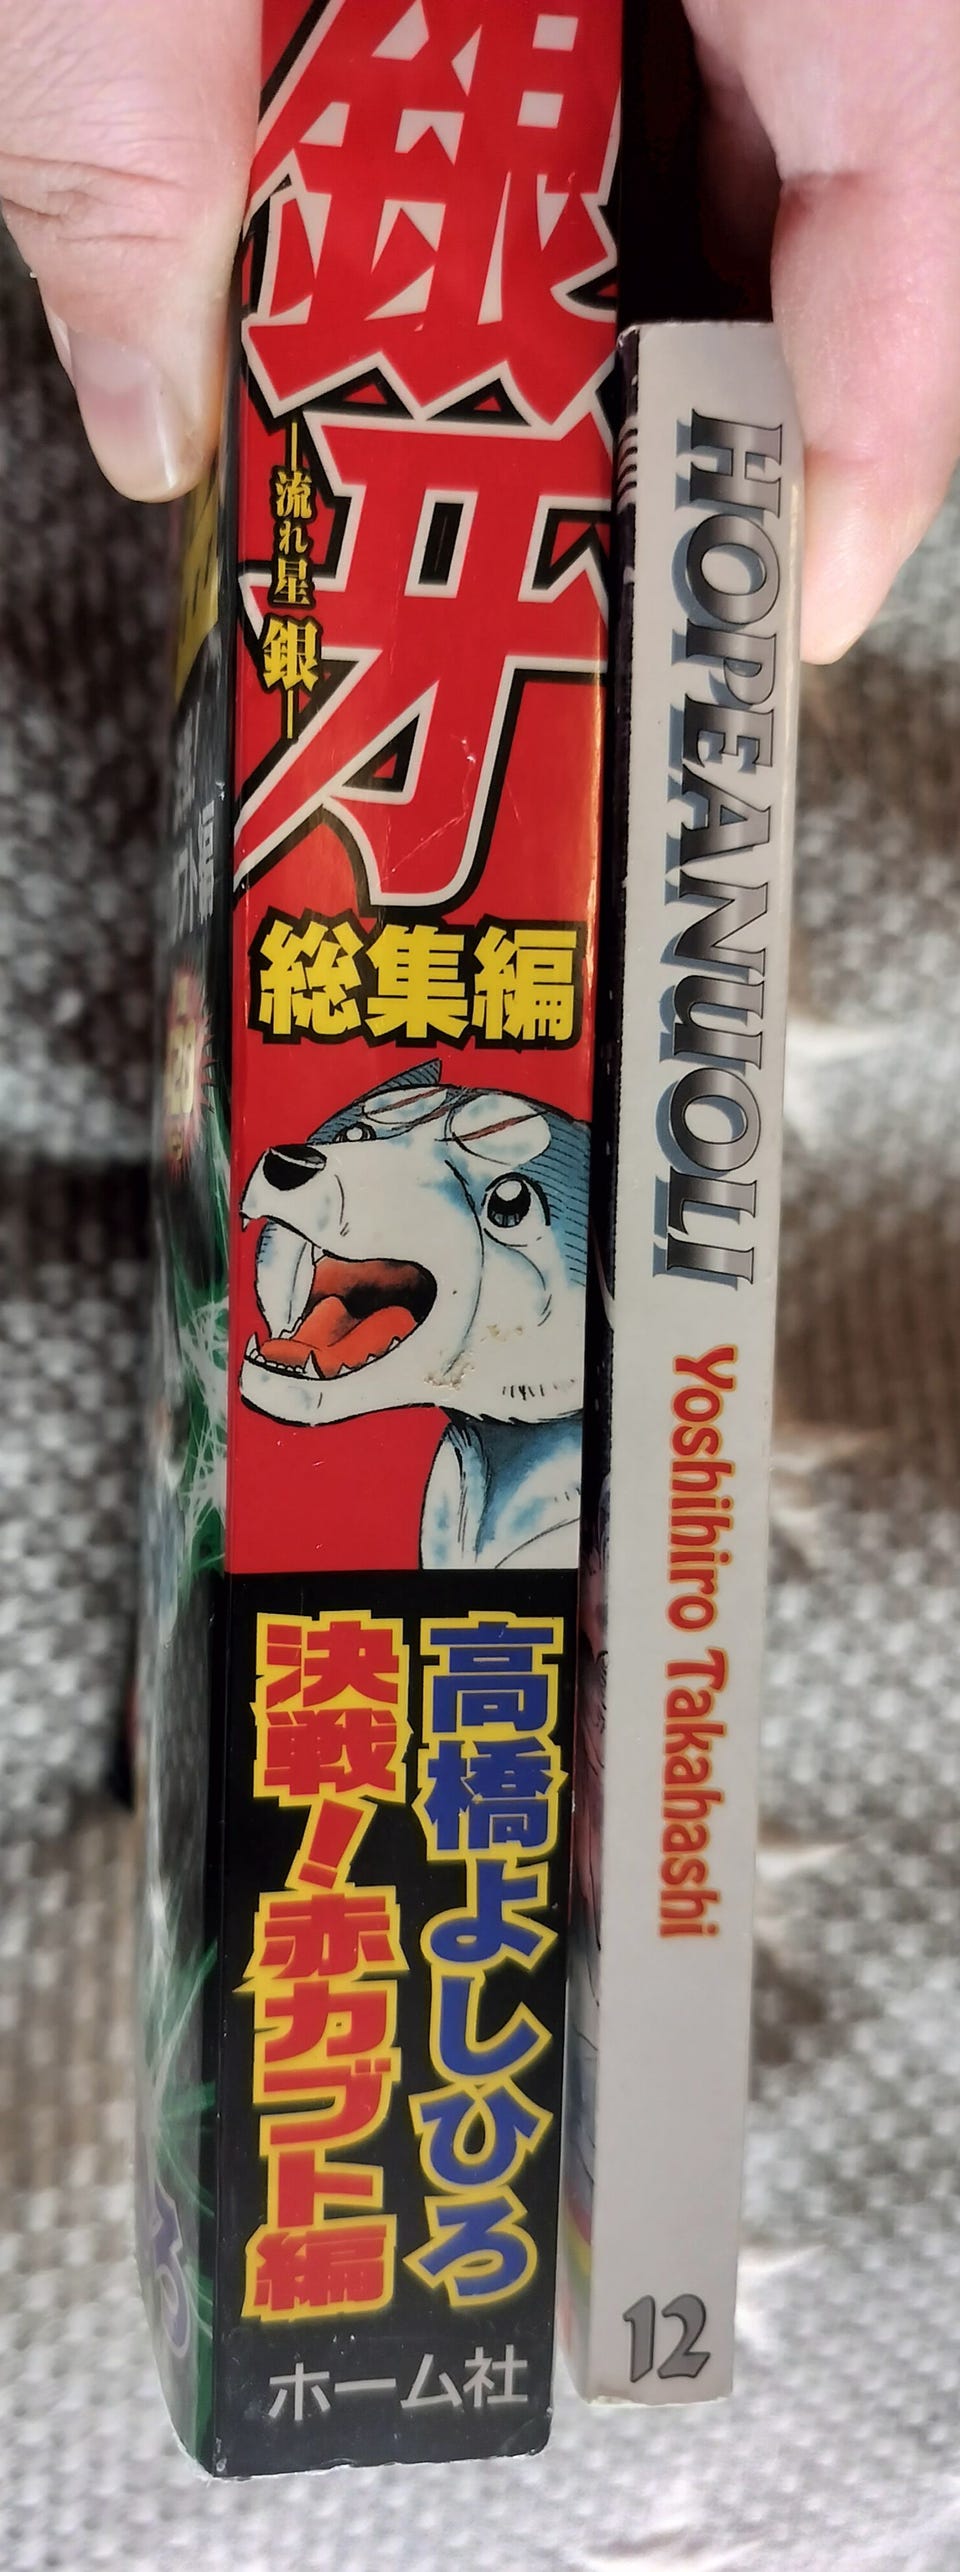 銀牙
―流れ星 銀―
総集編
高橋よしひろ
決戦!赤カブト編
ホーム社
HOPEANUOLI
Yoshihiro Takahashi
12